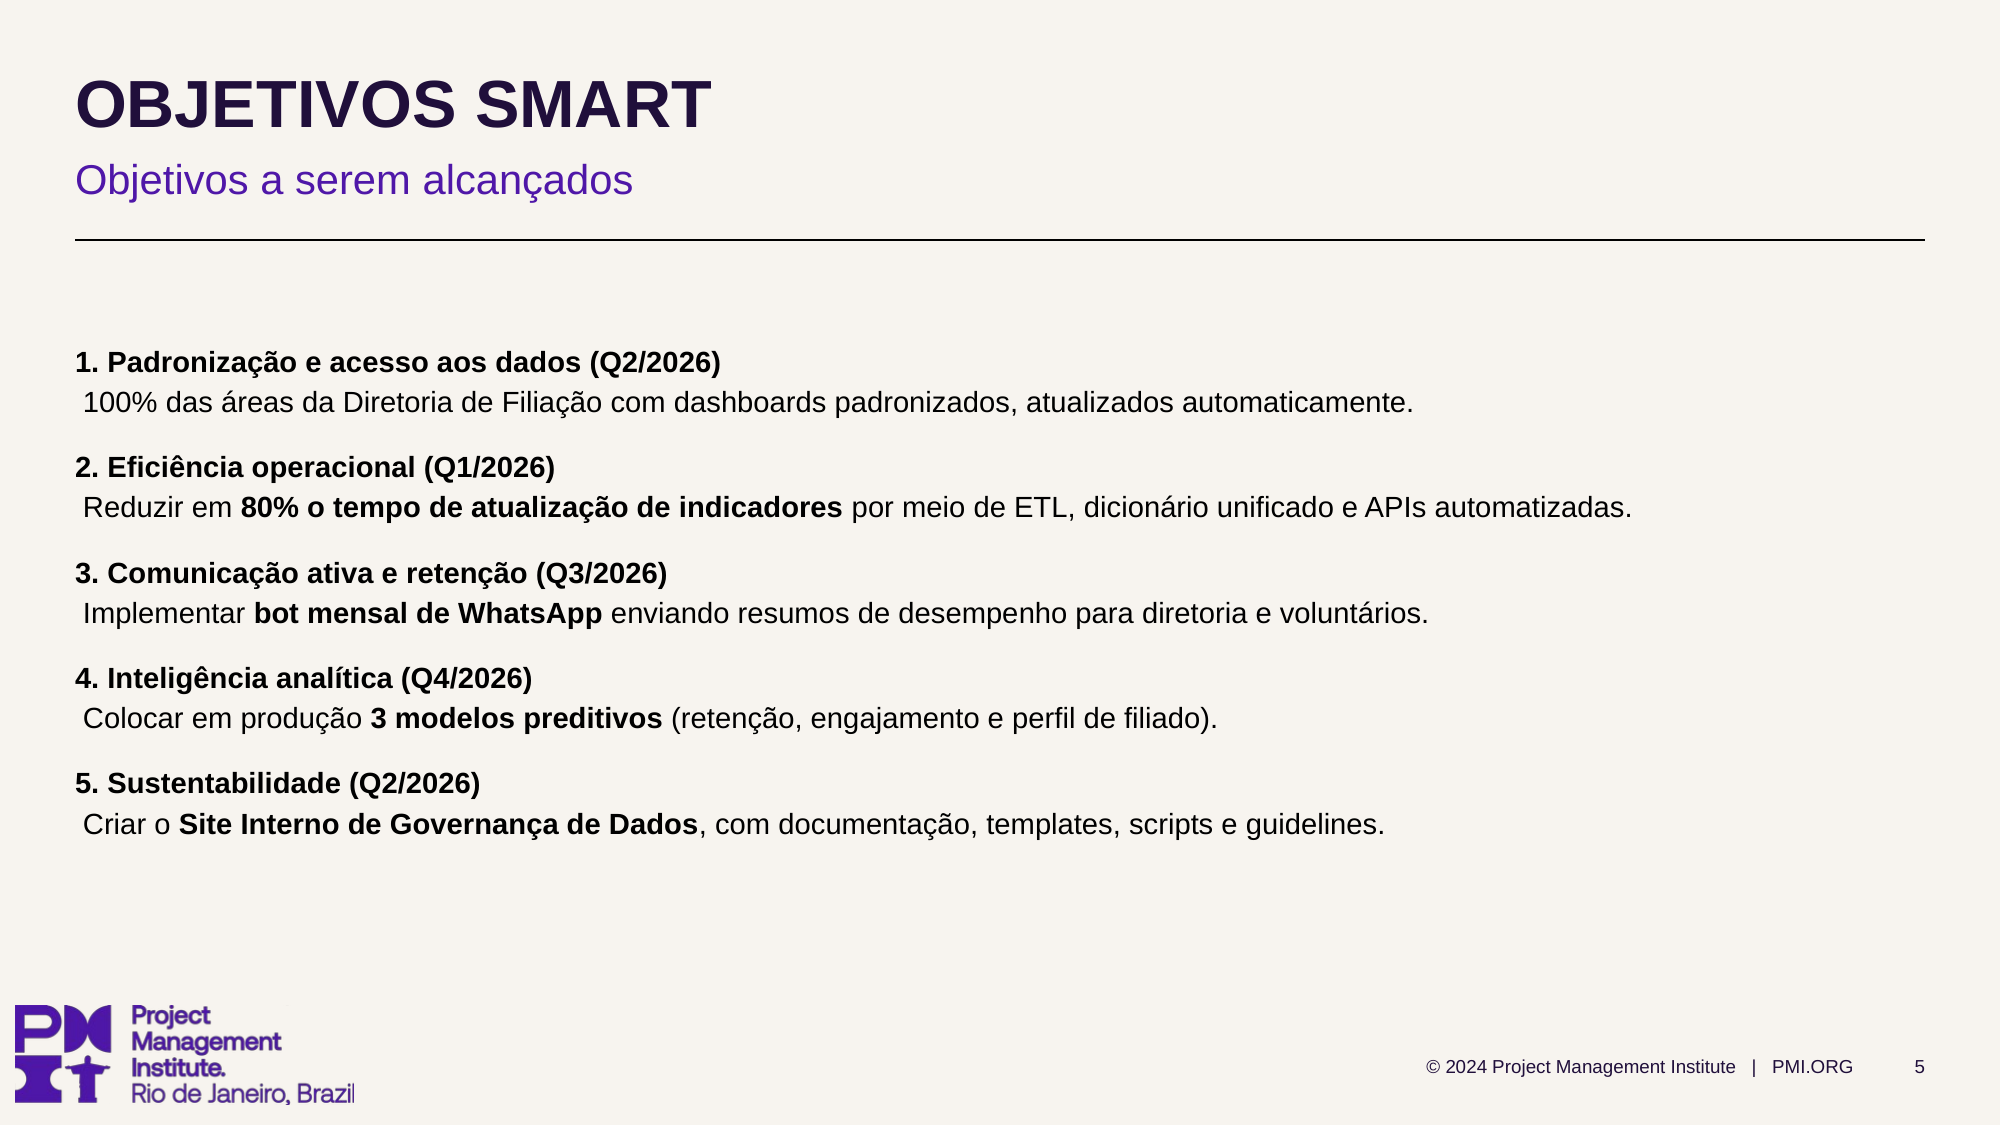 OBJETIVOS SMART
Objetivos a serem alcançados
1. Padronização e acesso aos dados (Q2/2026)
100% das áreas da Diretoria de Filiação com dashboards padronizados, atualizados automaticamente.
2. Eficiência operacional (Q1/2026)
Reduzir em 80% o tempo de atualização de indicadores por meio de ETL, dicionário unificado e APIs automatizadas.
3. Comunicação ativa e retenção (Q3/2026)
Implementar bot mensal de WhatsApp enviando resumos de desempenho para diretoria e voluntários.
4. Inteligência analítica (Q4/2026)
Colocar em produção 3 modelos preditivos (retenção, engajamento e perfil de filiado).
5. Sustentabilidade (Q2/2026)
Criar o Site Interno de Governança de Dados, com documentação, templates, scripts e guidelines.
Project
Management
Institute.
Rio de Janeiro, Brazil
© 2024 Project Management Institute | PMI.ORG 5